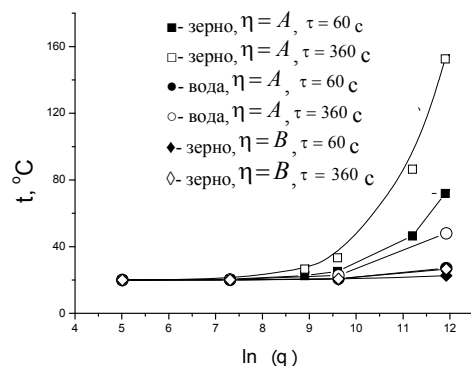 ■- зерно, η = A, τ = 60 с
□- зерно, η = A, τ = 360 с
●- вода, η = A, τ = 60 с
○- вода, η = A, τ = 360 с
◆- зерно, η = B, τ = 60 с
◇- зерно, η = B, τ = 360 с
t, °C
160
120
80
40
0
4 5 6 7 8 9 10 11 12
ln (q)